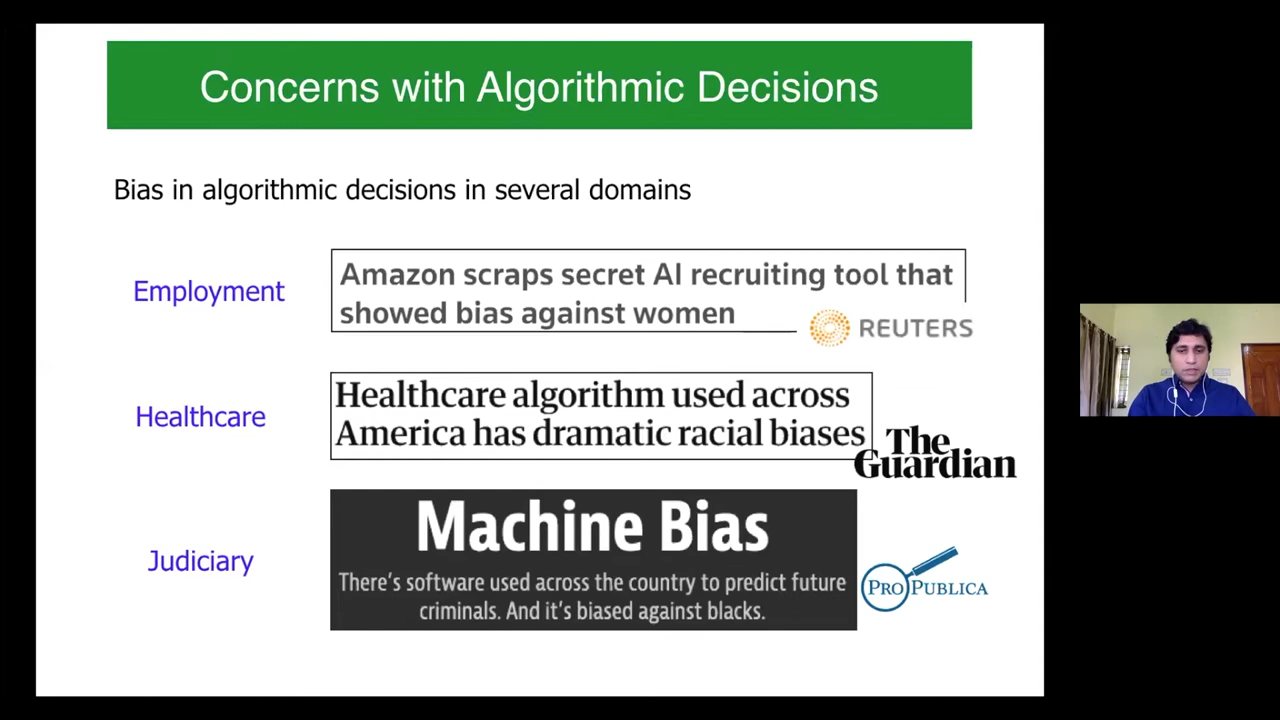 Concerns with Algorithmic Decisions
Bias in algorithmic decisions in several domains
Employment
Amazon scraps secret AI recruiting tool that
showed bias against women
REUTERS
Healthcare
Healthcare algorithm used across
America has dramatic racial biases
The
Guardian
Judiciary
Machine Bias
There's software used across the country to predict future
criminals. And it's biased against blacks.
PROPUBLICA